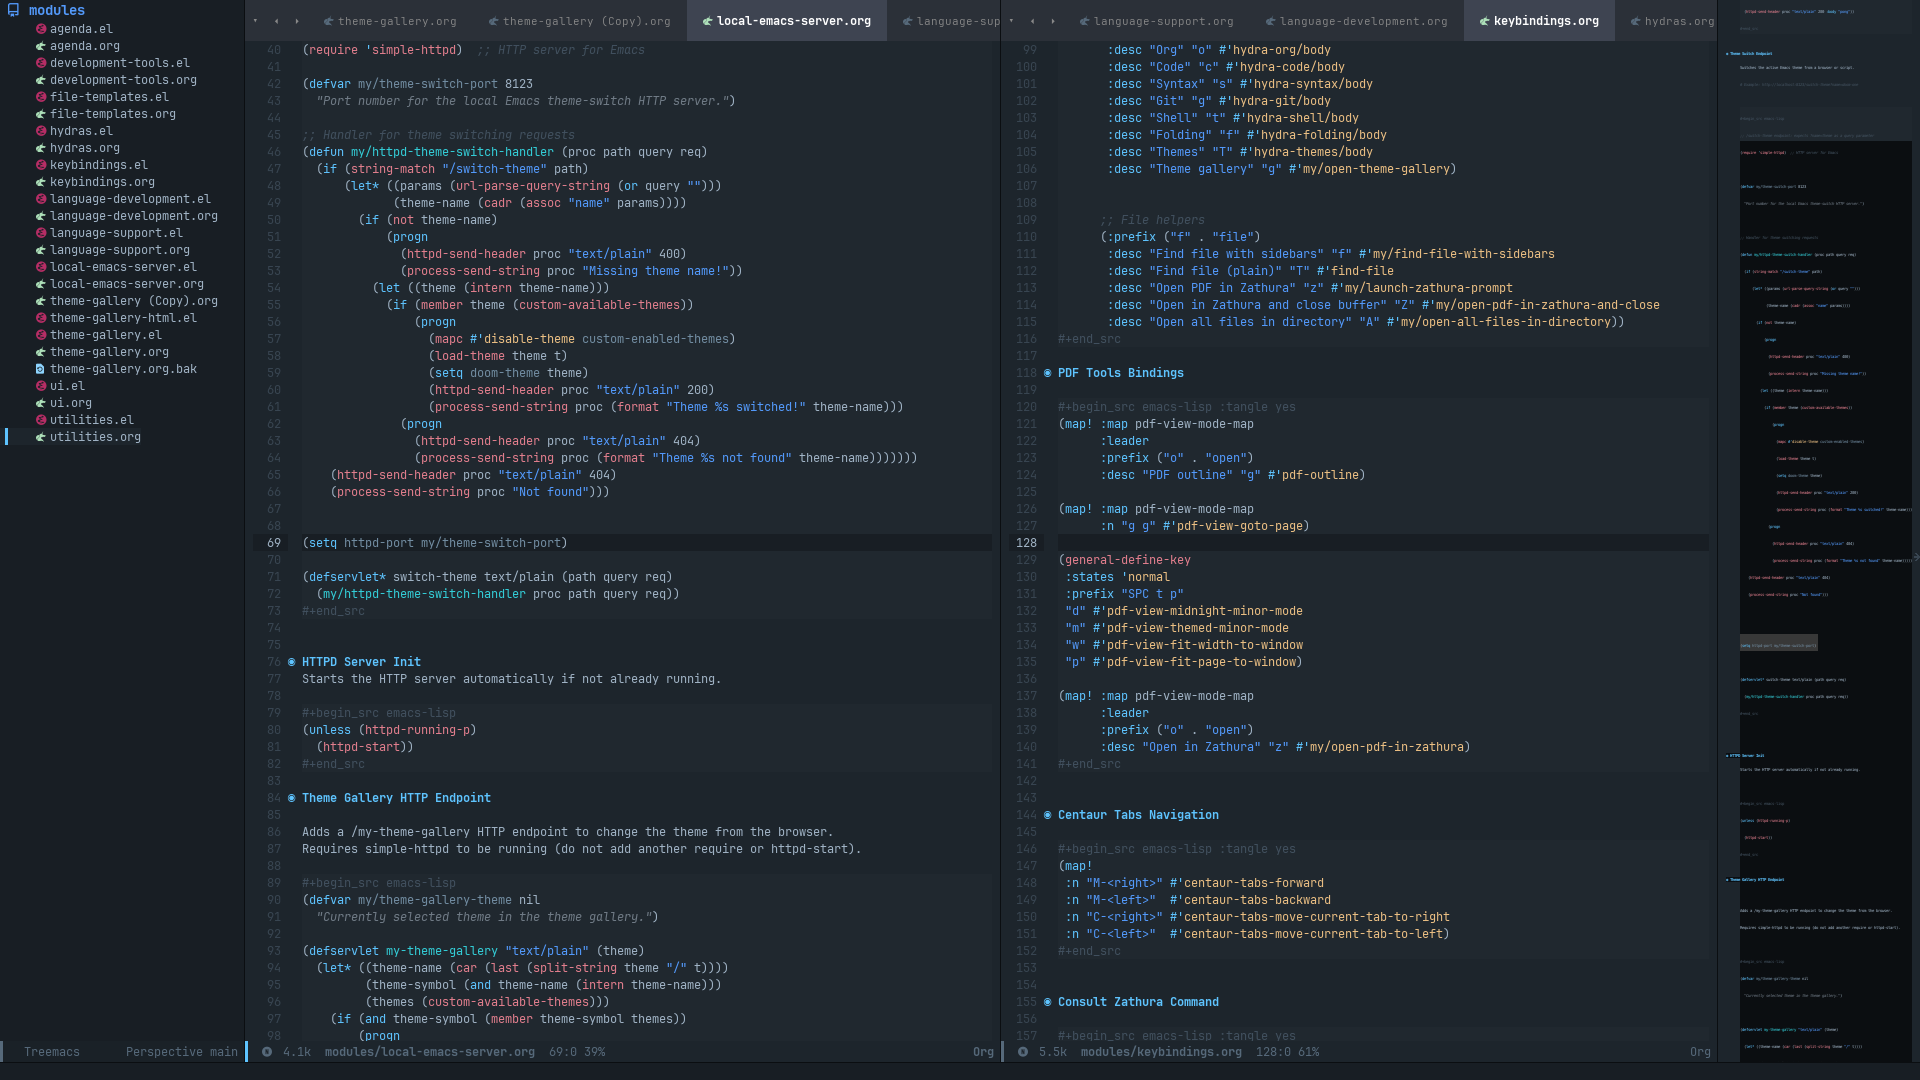 modules
agenda.el
agenda.org
development-tools.el
development-tools.org
file-templates.el
file-templates.org
hydras.el
hydras.org
keybindings.el
keybindings.org
language-development.el
language-development.org
language-support.el
language-support.org
local-emacs-server.el
local-emacs-server.org
theme-gallery (Copy).org
theme-gallery-html.el
theme-gallery.el
theme-gallery.org
theme-gallery.org.bak
ui.el
ui.org
utilities.el
utilities.org
Treemacs Perspective main
theme-gallery.org theme-gallery (Copy).org local-emacs-server.org language-sup
40 (require 'simple-httpd)  ;; HTTP server for Emacs
41
42 (defvar my/theme-switch-port 8123
43   "Port number for the local Emacs theme-switch HTTP server.")
44
45 ;; Handler for theme switching requests
46 (defun my/httpd-theme-switch-handler (proc path query req)
47   (if (string-match "/switch-theme" path)
48       (let* ((params (url-parse-query-string (or query "")))
49              (theme-name (cadr (assoc "name" params))))
50         (if (not theme-name)
51             (progn
52               (httpd-send-header proc "text/plain" 400)
53               (process-send-string proc "Missing theme name!"))
54           (let ((theme (intern theme-name)))
55             (if (member theme (custom-available-themes))
56                 (progn
57                   (mapc #'disable-theme custom-enabled-themes)
58                   (load-theme theme t)
59                   (setq doom-theme theme)
60                   (httpd-send-header proc "text/plain" 200)
61                   (process-send-string proc (format "Theme %s switched!" theme-name)))
62               (progn
63                 (httpd-send-header proc "text/plain" 404)
64                 (process-send-string proc (format "Theme %s not found" theme-name)))))))
65     (httpd-send-header proc "text/plain" 404)
66     (process-send-string proc "Not found")))
67
68
69 (setq httpd-port my/theme-switch-port)
70
71 (defservlet* switch-theme text/plain (path query req)
72   (my/httpd-theme-switch-handler proc path query req))
73 #+end_src
74
75
76 ◉ HTTPD Server Init
77 Starts the HTTP server automatically if not already running.
78
79 #+begin_src emacs-lisp
80 (unless (httpd-running-p)
81   (httpd-start))
82 #+end_src
83
84 ◉ Theme Gallery HTTP Endpoint
85
86 Adds a /my-theme-gallery HTTP endpoint to change the theme from the browser.
87 Requires simple-httpd to be running (do not add another require or httpd-start).
88
89 #+begin_src emacs-lisp
90 (defvar my/theme-gallery-theme nil
91   "Currently selected theme in the theme gallery.")
92
93 (defservlet my-theme-gallery "text/plain" (theme)
94   (let* ((theme-name (car (last (split-string theme "/" t))))
95          (theme-symbol (and theme-name (intern theme-name)))
96          (themes (custom-available-themes)))
97     (if (and theme-symbol (member theme-symbol themes))
98         (progn
4.1k modules/local-emacs-server.org 69:0 39% Org
language-support.org language-development.org keybindings.org hydras.org
99        :desc "Org" "o" #'hydra-org/body
100       :desc "Code" "c" #'hydra-code/body
101       :desc "Syntax" "s" #'hydra-syntax/body
102       :desc "Git" "g" #'hydra-git/body
103       :desc "Shell" "t" #'hydra-shell/body
104       :desc "Folding" "f" #'hydra-folding/body
105       :desc "Themes" "T" #'hydra-themes/body
106       :desc "Theme gallery" "g" #'my/open-theme-gallery)
107
108
109      ;; File helpers
110      (:prefix ("f" . "file")
111       :desc "Find file with sidebars" "f" #'my/find-file-with-sidebars
112       :desc "Find file (plain)" "T" #'find-file
113       :desc "Open PDF in Zathura" "z" #'my/launch-zathura-prompt
114       :desc "Open in Zathura and close buffer" "Z" #'my/open-pdf-in-zathura-and-close
115       :desc "Open all files in directory" "A" #'my/open-all-files-in-directory))
116 #+end_src
117
118 ◉ PDF Tools Bindings
119
120 #+begin_src emacs-lisp :tangle yes
121 (map! :map pdf-view-mode-map
122       :leader
123       :prefix ("o" . "open")
124       :desc "PDF outline" "g" #'pdf-outline)
125
126 (map! :map pdf-view-mode-map
127       :n "g g" #'pdf-view-goto-page)
128
129 (general-define-key
130  :states 'normal
131  :prefix "SPC t p"
132  "d" #'pdf-view-midnight-minor-mode
133  "m" #'pdf-view-themed-minor-mode
134  "w" #'pdf-view-fit-width-to-window
135  "p" #'pdf-view-fit-page-to-window)
136
137 (map! :map pdf-view-mode-map
138       :leader
139       :prefix ("o" . "open")
140       :desc "Open in Zathura" "z" #'my/open-pdf-in-zathura)
141 #+end_src
142
143
144 ◉ Centaur Tabs Navigation
145
146 #+begin_src emacs-lisp :tangle yes
147 (map!
148  :n "M-<right>" #'centaur-tabs-forward
149  :n "M-<left>"  #'centaur-tabs-backward
150  :n "C-<right>" #'centaur-tabs-move-current-tab-to-right
151  :n "C-<left>"  #'centaur-tabs-move-current-tab-to-left)
152 #+end_src
153
154
155 ◉ Consult Zathura Command
156
157 #+begin_src emacs-lisp :tangle yes
5.5k modules/keybindings.org 128:0 61% Org